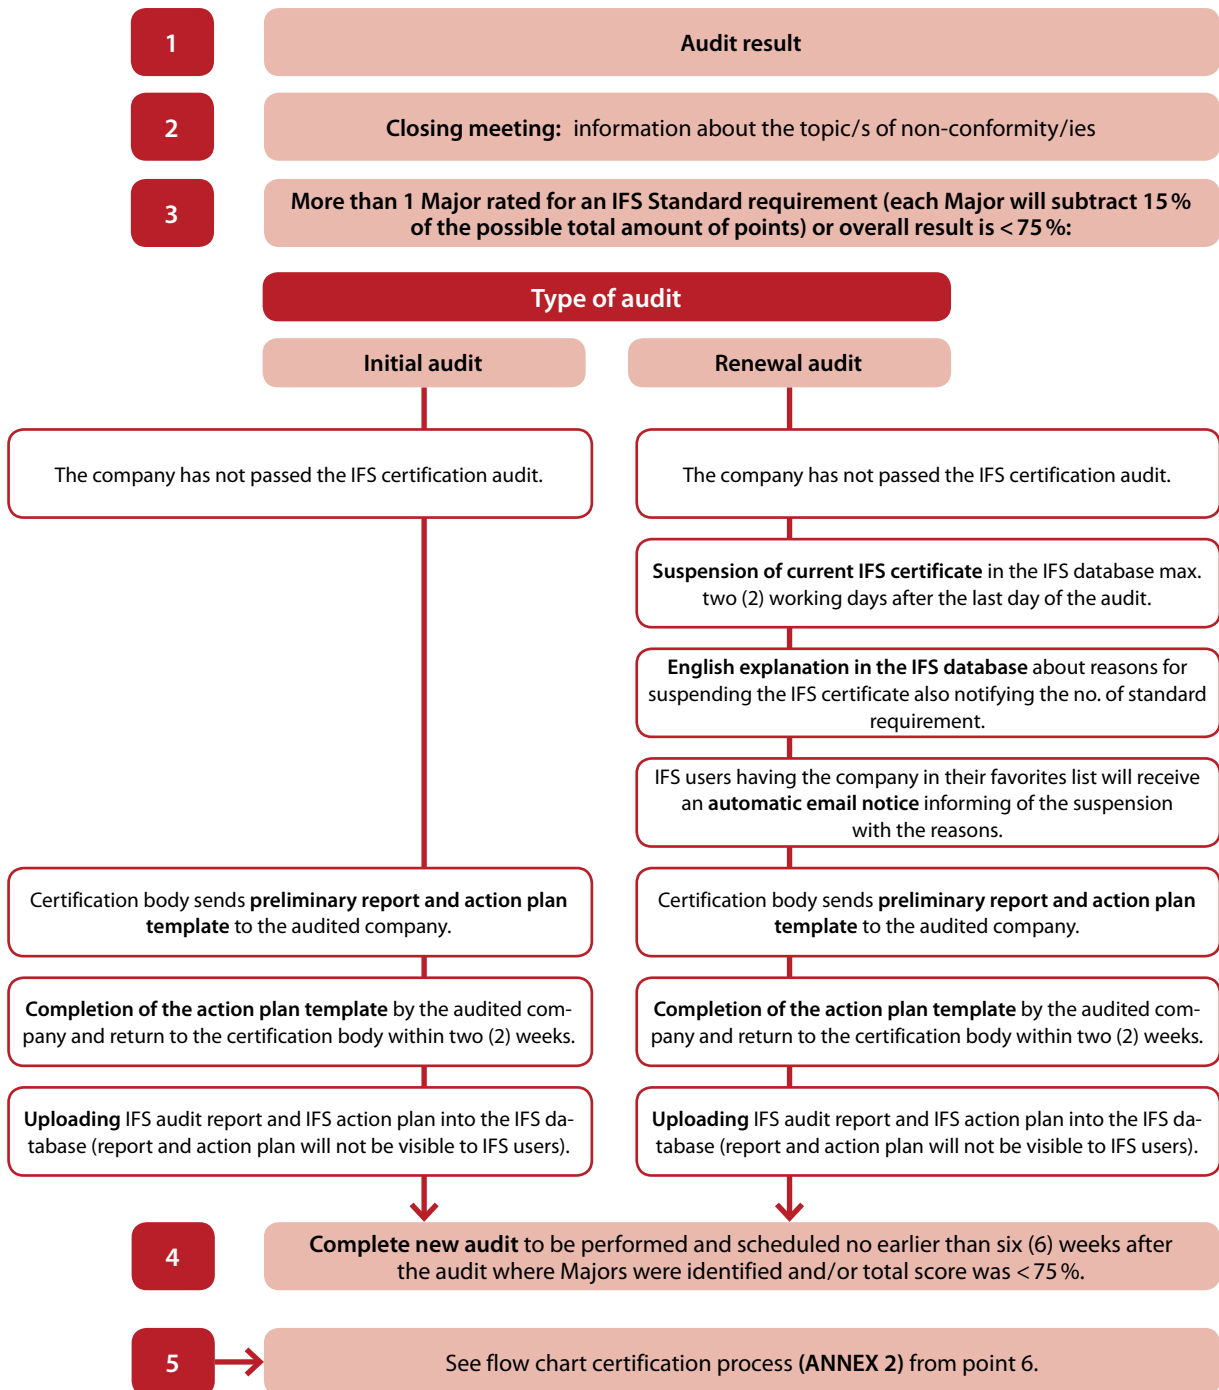 1
Audit result
2
Closing meeting: information about the topic/s of non-conformity/ies
3
More than 1 Major rated for an IFS Standard requirement (each Major will subtract 15 %
of the possible total amount of points) or overall result is < 75 %:
Type of audit
Initial audit
Renewal audit
The company has not passed the IFS certification audit.
The company has not passed the IFS certification audit.
Suspension of current IFS certificate in the IFS database max.
two (2) working days after the last day of the audit.
English explanation in the IFS database about reasons for
suspending the IFS certificate also notifying the no. of standard
requirement.
IFS users having the company in their favorites list will receive
an automatic email notice informing of the suspension
with the reasons.
Certification body sends preliminary report and action plan
template to the audited company.
Certification body sends preliminary report and action plan
template to the audited company.
Completion of the action plan template by the audited com-
pany and return to the certification body within two (2) weeks.
Completion of the action plan template by the audited com-
pany and return to the certification body within two (2) weeks.
Uploading IFS audit report and IFS action plan into the IFS da-
tabase (report and action plan will not be visible to IFS users).
Uploading IFS audit report and IFS action plan into the IFS da-
tabase (report and action plan will not be visible to IFS users).
4
Complete new audit to be performed and scheduled no earlier than six (6) weeks after
the audit where Majors were identified and/or total score was < 75 %.
5
See flow chart certification process (ANNEX 2) from point 6.